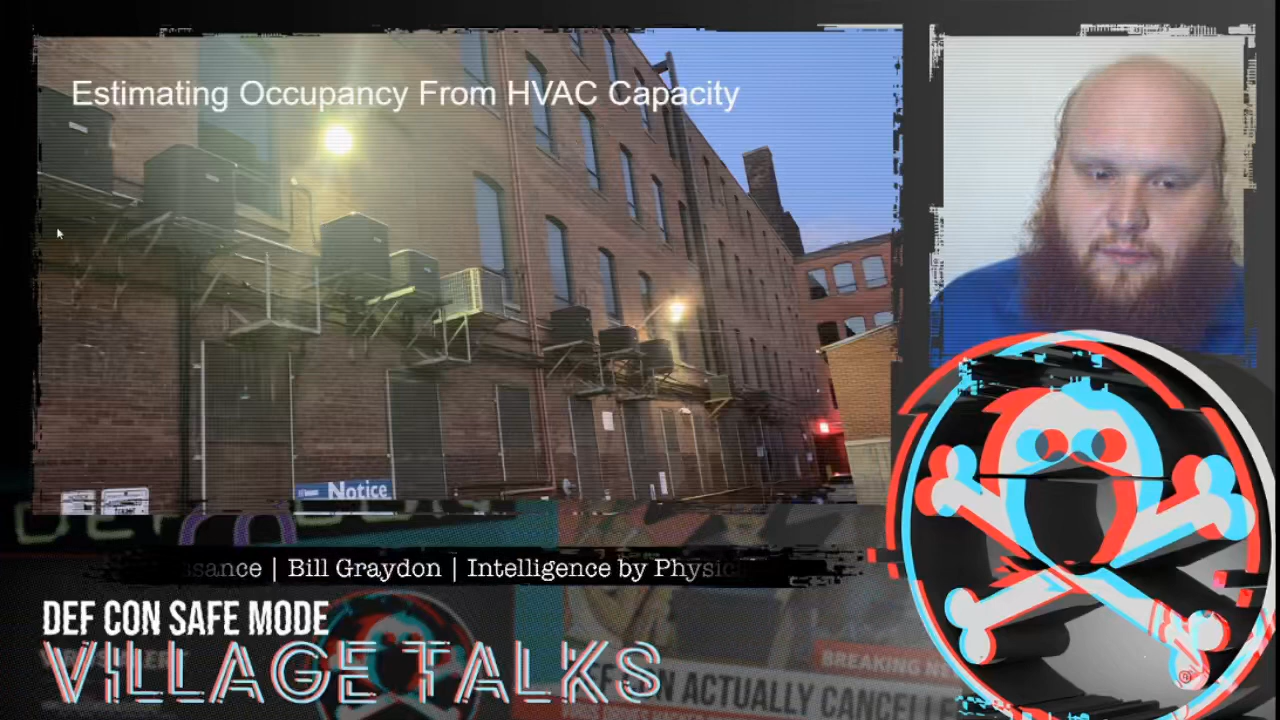 Estimating Occupancy From HVAC Capacity
Notice
ssance | Bill Graydon | Intelligence by Physic
DEF CON SAFE MODE
VILLAGE TALKS
BREAKING NE
ACTUALLY CANCELLE